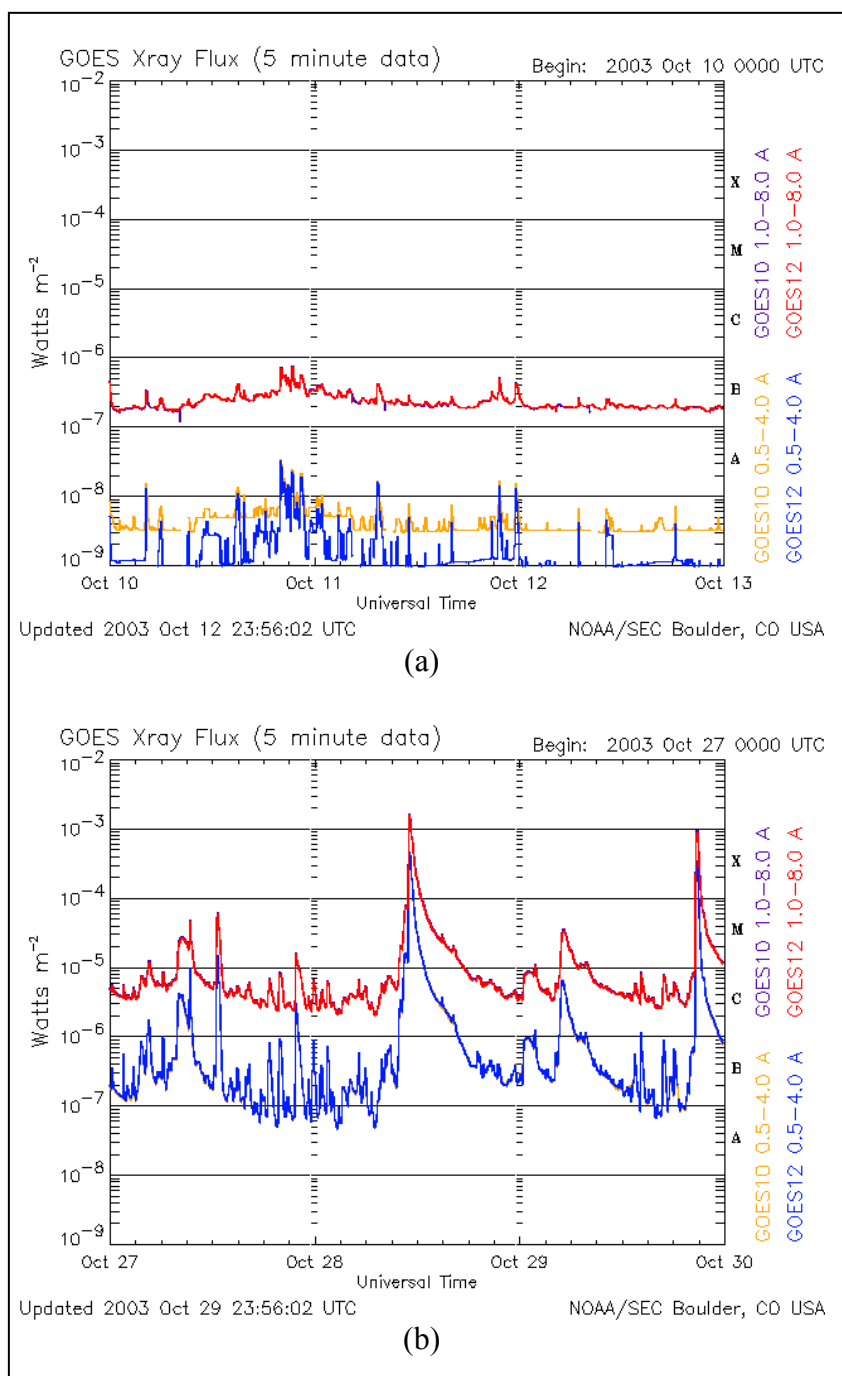 GOES Xray Flux (5 minute data)
Begin: 2003 Oct 10 0000 UTC
10⁻²
10⁻³
10⁻⁴
10⁻⁵
10⁻⁶
10⁻⁷
10⁻⁸
10⁻⁹
Watts m⁻²
X
M
C
B
A
GOES10 1.0–8.0 A
GOES12 1.0–8.0 A
GOES10 0.5–4.0 A
GOES12 0.5–4.0 A
Oct 10
Oct 11
Oct 12
Oct 13
Universal Time
Updated 2003 Oct 12 23:56:02 UTC
NOAA/SEC Boulder, CO USA
(a)
GOES Xray Flux (5 minute data)
Begin: 2003 Oct 27 0000 UTC
10⁻²
10⁻³
10⁻⁴
10⁻⁵
10⁻⁶
10⁻⁷
10⁻⁸
10⁻⁹
Watts m⁻²
X
M
C
B
A
GOES10 1.0–8.0 A
GOES12 1.0–8.0 A
GOES10 0.5–4.0 A
GOES12 0.5–4.0 A
Oct 27
Oct 28
Oct 29
Oct 30
Universal Time
Updated 2003 Oct 29 23:56:02 UTC
NOAA/SEC Boulder, CO USA
(b)